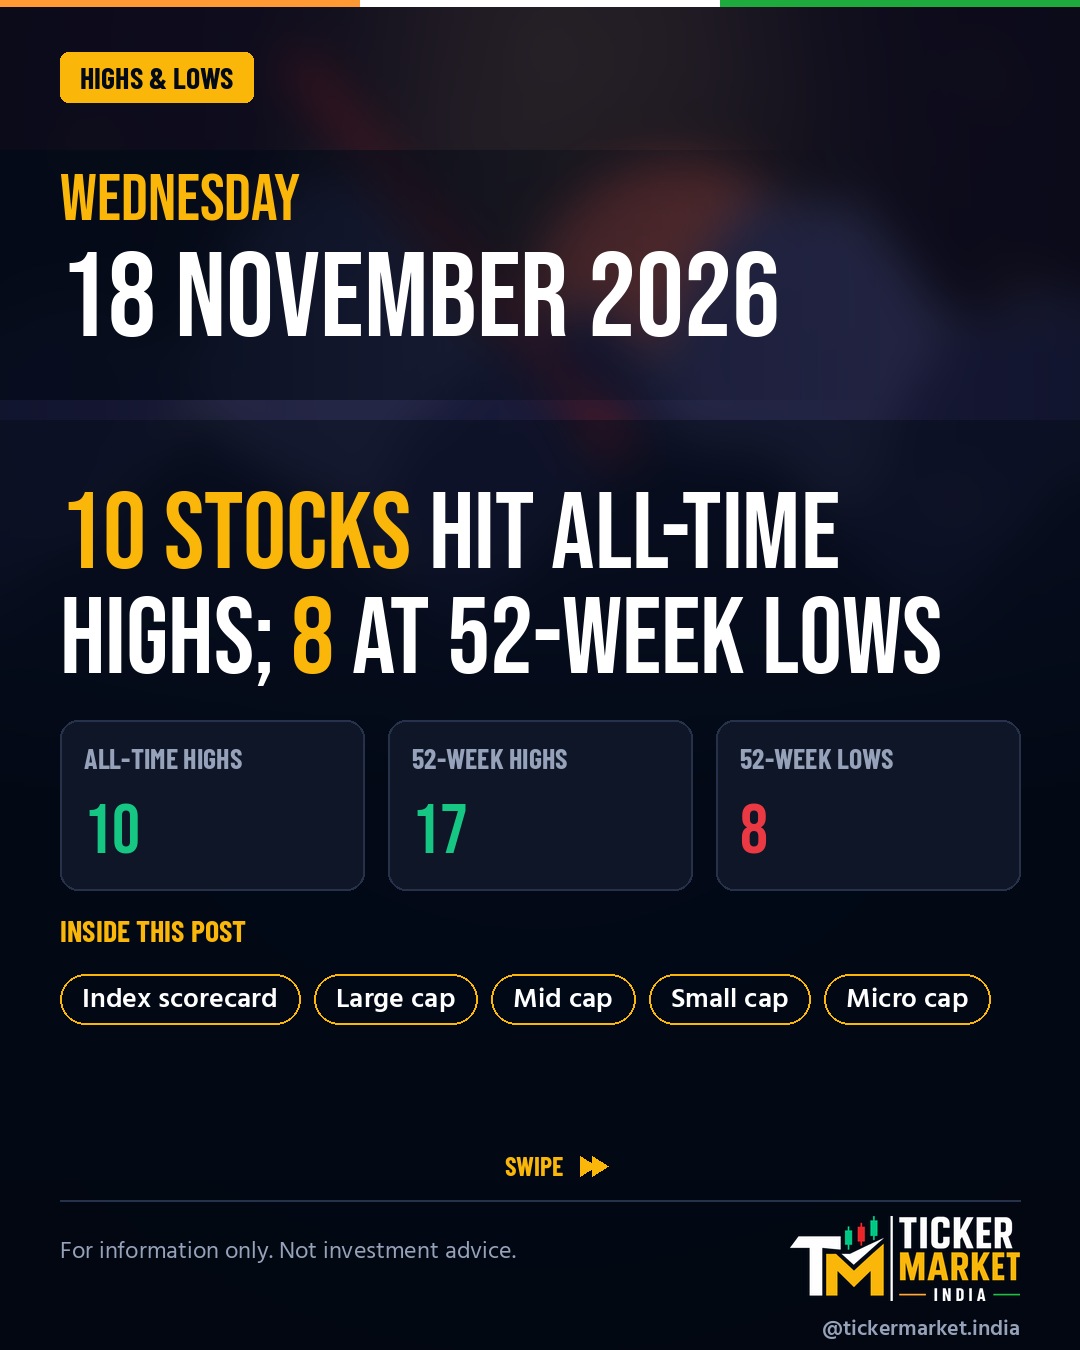 HIGHS & LOWS
WEDNESDAY
18 NOVEMBER 2026
10 STOCKS HIT ALL-TIME
HIGHS; 8 AT 52-WEEK LOWS
ALL-TIME HIGHS
10
52-WEEK HIGHS
17
52-WEEK LOWS
8
INSIDE THIS POST
Index scorecard
Large cap
Mid cap
Small cap
Micro cap
SWIPE
For information only. Not investment advice.
TM
TICKER
MARKET
INDIA
@tickermarket.india